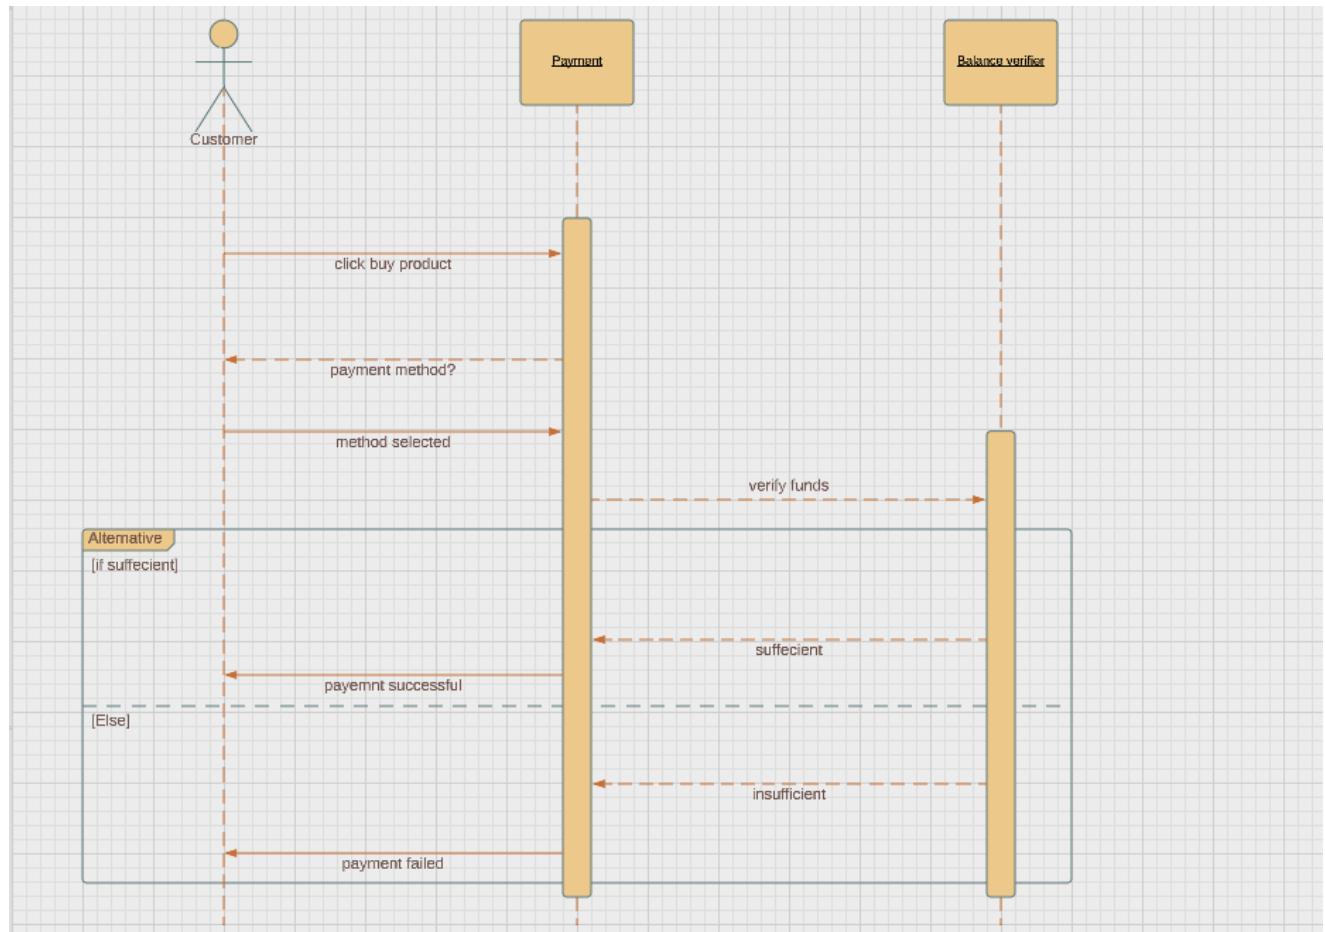 Payment
Balance verifier
Customer
click buy product
payment method?
method selected
verify funds
Alternative
[if suffecient]
suffecient
payemnt successful
[Else]
insufficient
payment failed